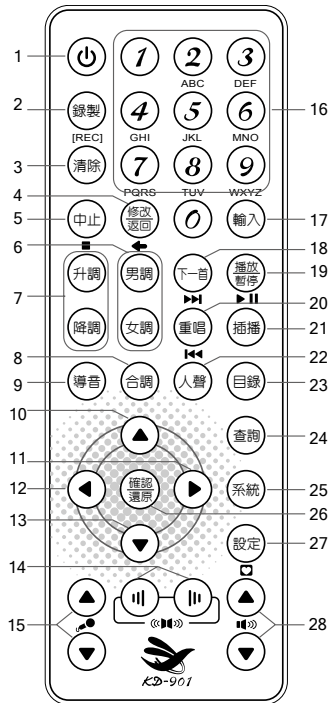 1 1 2 3
ABC DEF
2 錄製 4 5 6 16
[REC] GHI JKL MNO
3 清除 7 8 9
4 PQRS TUV WXYZ
5 中止 修改 返回 0 輸入 17
6 18
7 升調 男調 下一首 播放 暫停 19
20
降調 女調 重唱 插播 21
8 22
9 導音 合調 人聲 目錄 23
10
查詢 24
11
12 確認 還原 系統 25
26
13 設定 27
14
15 28
KD-901